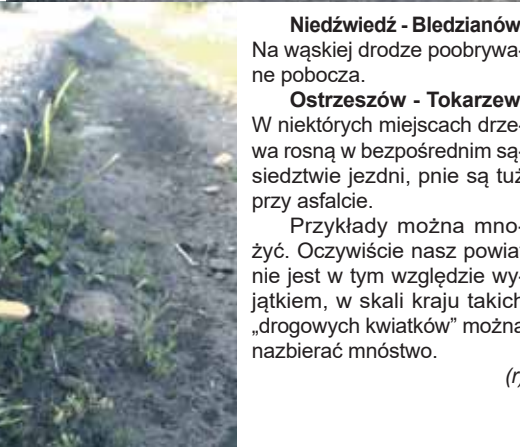 Niedźwiedź - Bledzianów
Na wąskiej drodze poobrywa-
ne pobocza.
Ostrzeszów - Tokarzew
W niektórych miejscach drze-
wa rosną w bezpośrednim są-
siedztwie jezdni, pnie są tuż
przy asfalcie.
Przykłady można mno-
żyć. Oczywiście nasz powiat
nie jest w tym względzie wy-
jątkiem, w skali kraju takich
„drogowych kwiatków” można
nazbierać mnóstwo.
(r)